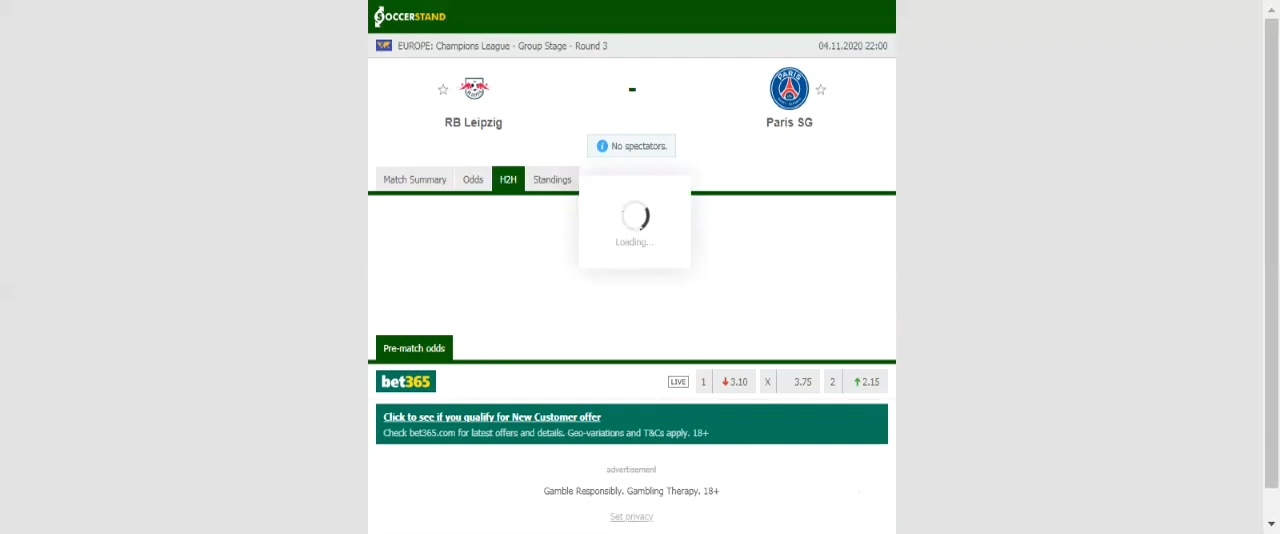 SOCCERSTAND
EUROPE: Champions League - Group Stage - Round 3
04.11.2020 22:00
-
RB Leipzig
PARIS
Paris SG
No spectators.
Match Summary Odds H2H Standings
Loading...
Pre-match odds
bet365 LIVE 1 3.10 X 3.75 2 2.15
Click to see if you qualify for New Customer offer
Check bet365.com for latest offers and details. Geo-variations and T&Cs apply. 18+
advertisement
Gamble Responsibly. Gambling Therapy. 18+
Set privacy